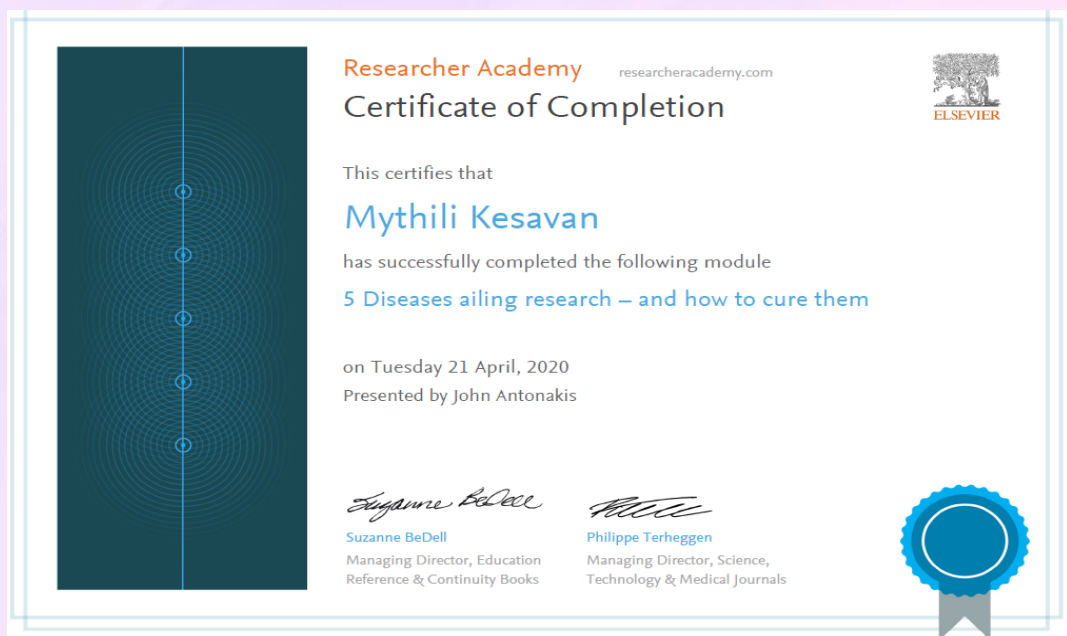 Researcher Academy researcheracademy.com
Certificate of Completion
ELSEVIER
This certifies that
Mythili Kesavan
has successfully completed the following module
5 Diseases ailing research – and how to cure them
on Tuesday 21 April, 2020
Presented by John Antonakis
Suzanne BeDell
Suzanne BeDell
Managing Director, Education
Reference & Continuity Books
Philippe Terheggen
Managing Director, Science,
Technology & Medical Journals